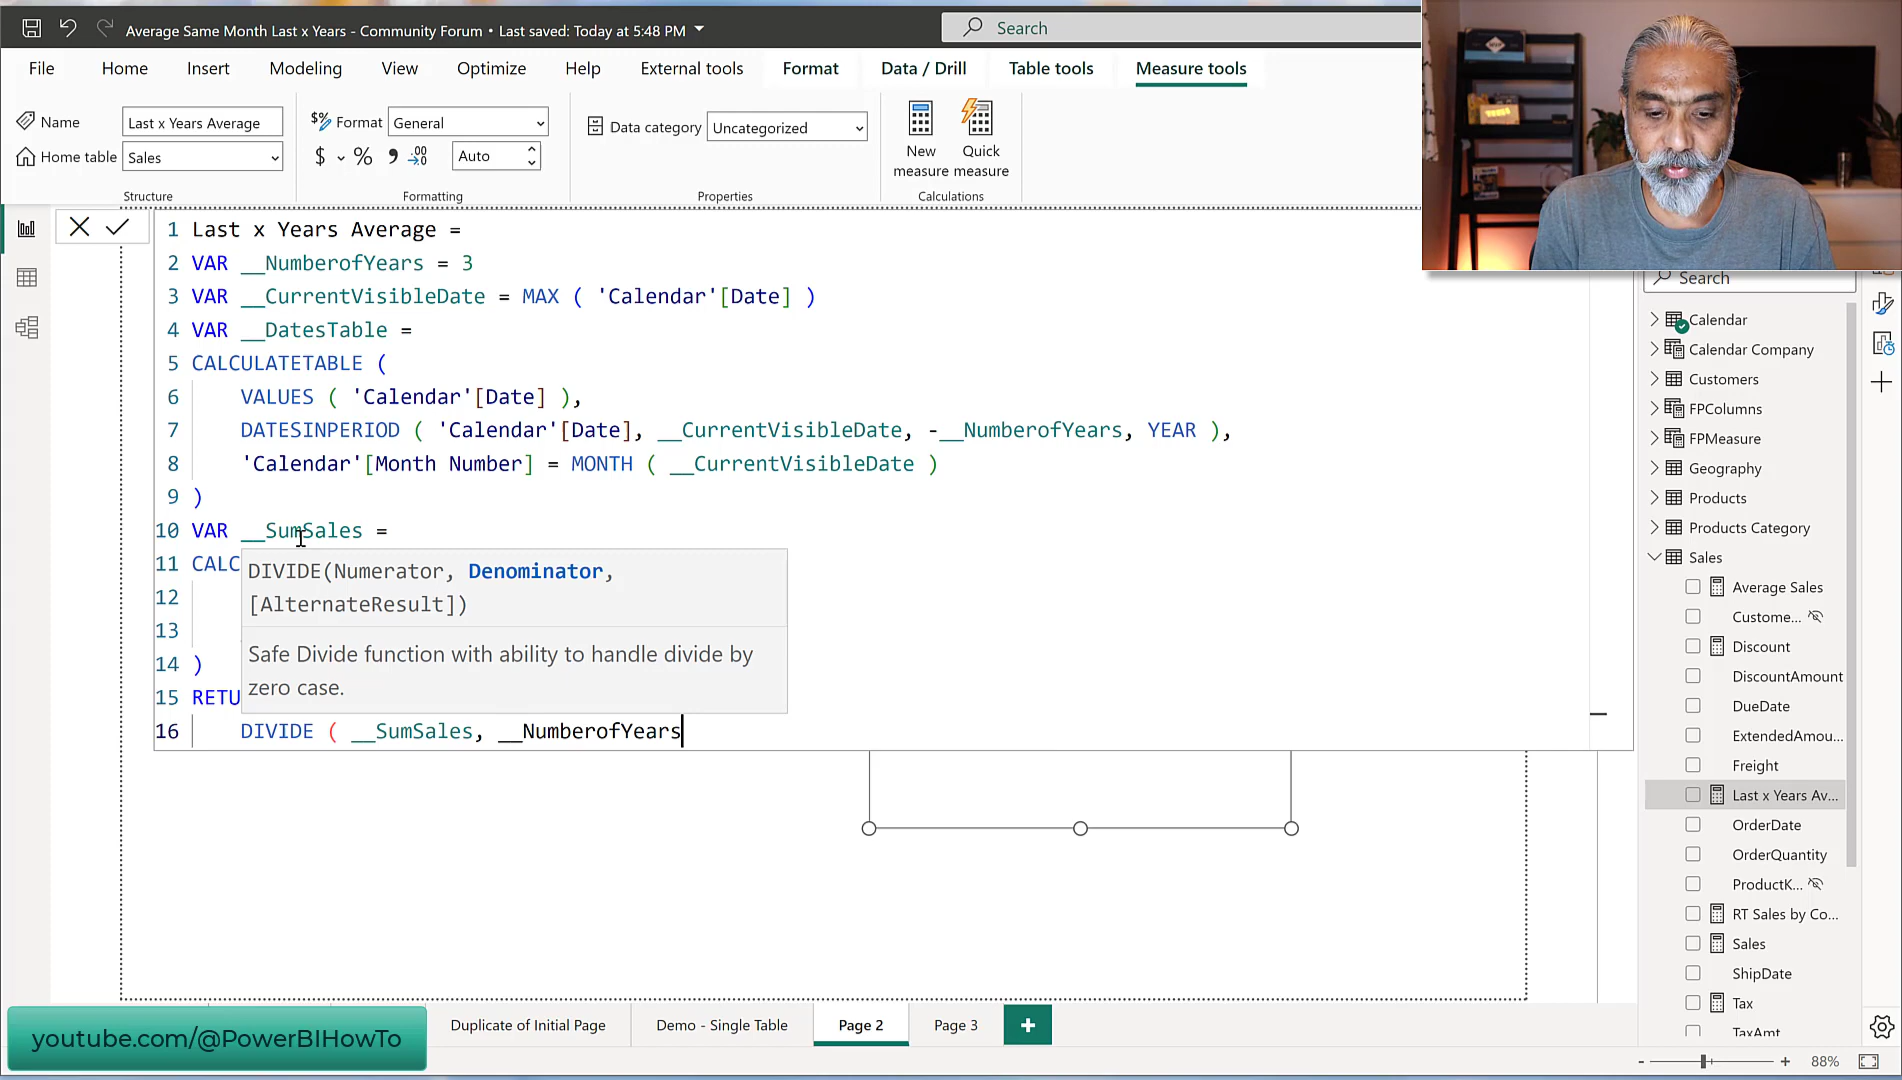 Average Same Month Last x Years - Community Forum • Last saved: Today at 5:48 PM
Search
File Home Insert Modeling View Optimize Help External tools Format Data / Drill Table tools Measure tools
Name Last x Years Average
Home table Sales
Structure
Format General
$ % 9 .00 →.0 Auto
Formatting
Data category Uncategorized
Properties
New measure
Quick measure
Calculations
1 Last x Years Average =
2 VAR __NumberofYears = 3
3 VAR __CurrentVisibleDate = MAX ( 'Calendar'[Date] )
4 VAR __DatesTable =
5 CALCULATETABLE (
6 VALUES ( 'Calendar'[Date] ),
7 DATESINPERIOD ( 'Calendar'[Date], __CurrentVisibleDate, -__NumberofYears, YEAR ),
8 'Calendar'[Month Number] = MONTH ( __CurrentVisibleDate )
9 )
10 VAR __SumSales =
11 CALC
12
13
14 )
15 RETU
16 DIVIDE ( __SumSales, __NumberofYears
DIVIDE(Numerator, Denominator,
[AlternateResult])
Safe Divide function with ability to handle divide by
zero case.
Search
Calendar
Calendar Company
Customers
FPColumns
FPMeasure
Geography
Products
Products Category
Sales
Average Sales
Custome...
Discount
DiscountAmount
DueDate
ExtendedAmou...
Freight
Last x Years Av...
OrderDate
OrderQuantity
ProductK...
RT Sales by Co...
Sales
ShipDate
Tax
TaxAmt
youtube.com/@PowerBIHowTo
Duplicate of Initial Page Demo - Single Table Page 2 Page 3 +
- + 88%